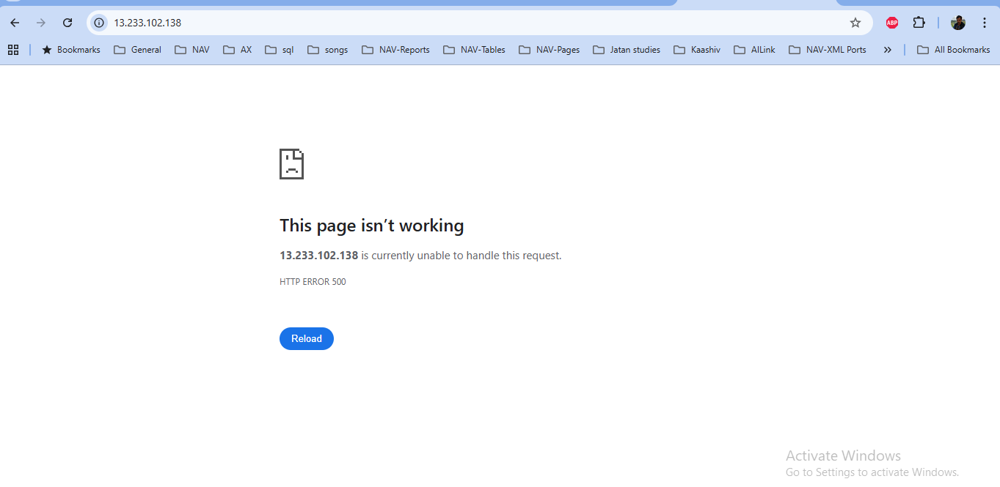 13.233.102.138
ABP
Bookmarks General NAV AX sql songs NAV-Reports NAV-Tables NAV-Pages Jatan studies Kaashiv AILink NAV-XML Ports » All Bookmarks
This page isn’t working
13.233.102.138 is currently unable to handle this request.
HTTP ERROR 500
Reload
Activate Windows
Go to Settings to activate Windows.